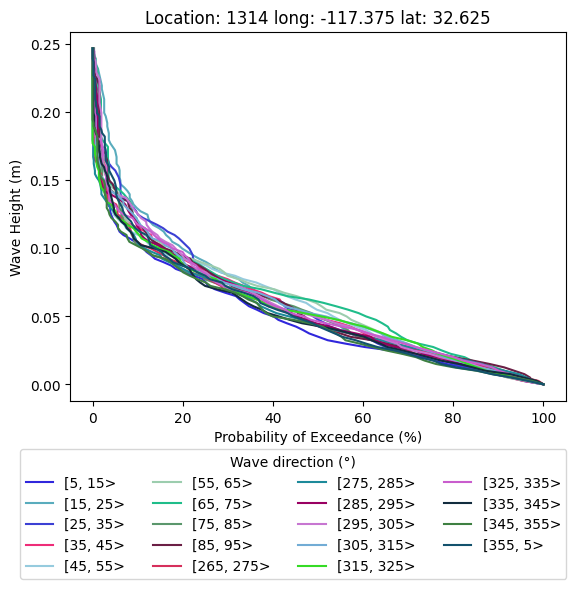 Location: 1314 long: -117.375 lat: 32.625
0.25
0.20
0.15
0.10
0.05
0.00
Wave Height (m)
0 20 40 60 80 100
Probability of Exceedance (%)
Wave direction (°)
[5, 15> [55, 65> [275, 285> [325, 335>
[15, 25> [65, 75> [285, 295> [335, 345>
[25, 35> [75, 85> [295, 305> [345, 355>
[35, 45> [85, 95> [305, 315> [355, 5>
[45, 55> [265, 275> [315, 325>